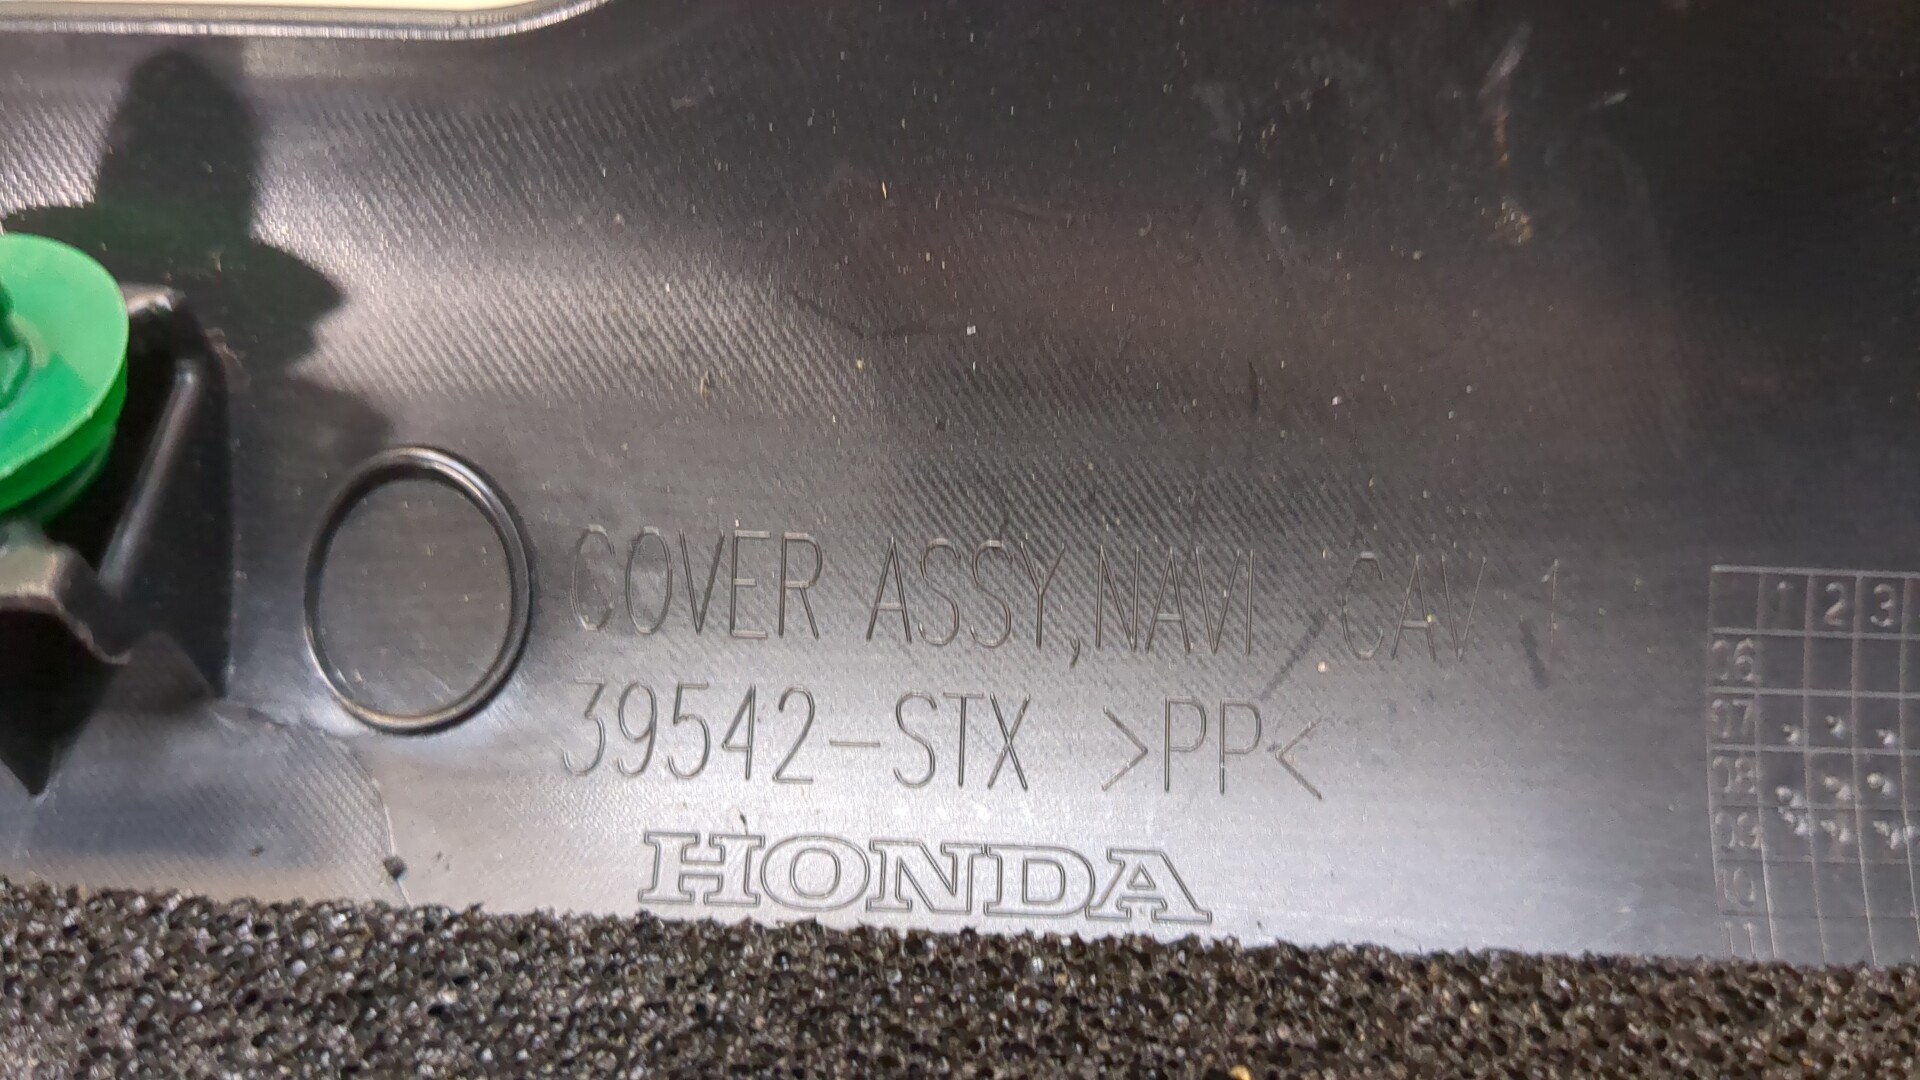 COVER ASSY,NAVI CAV 1
39542-STX >PP<
HONDA
1 2 3
06
07
08
09
10
11